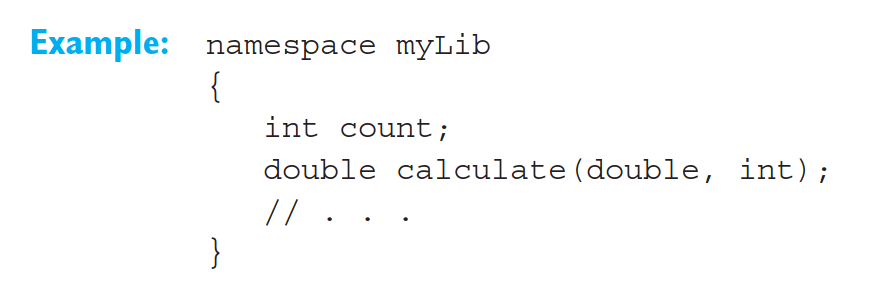 Example: namespace myLib
{
int count;
double calculate(double, int);
// . . .
}